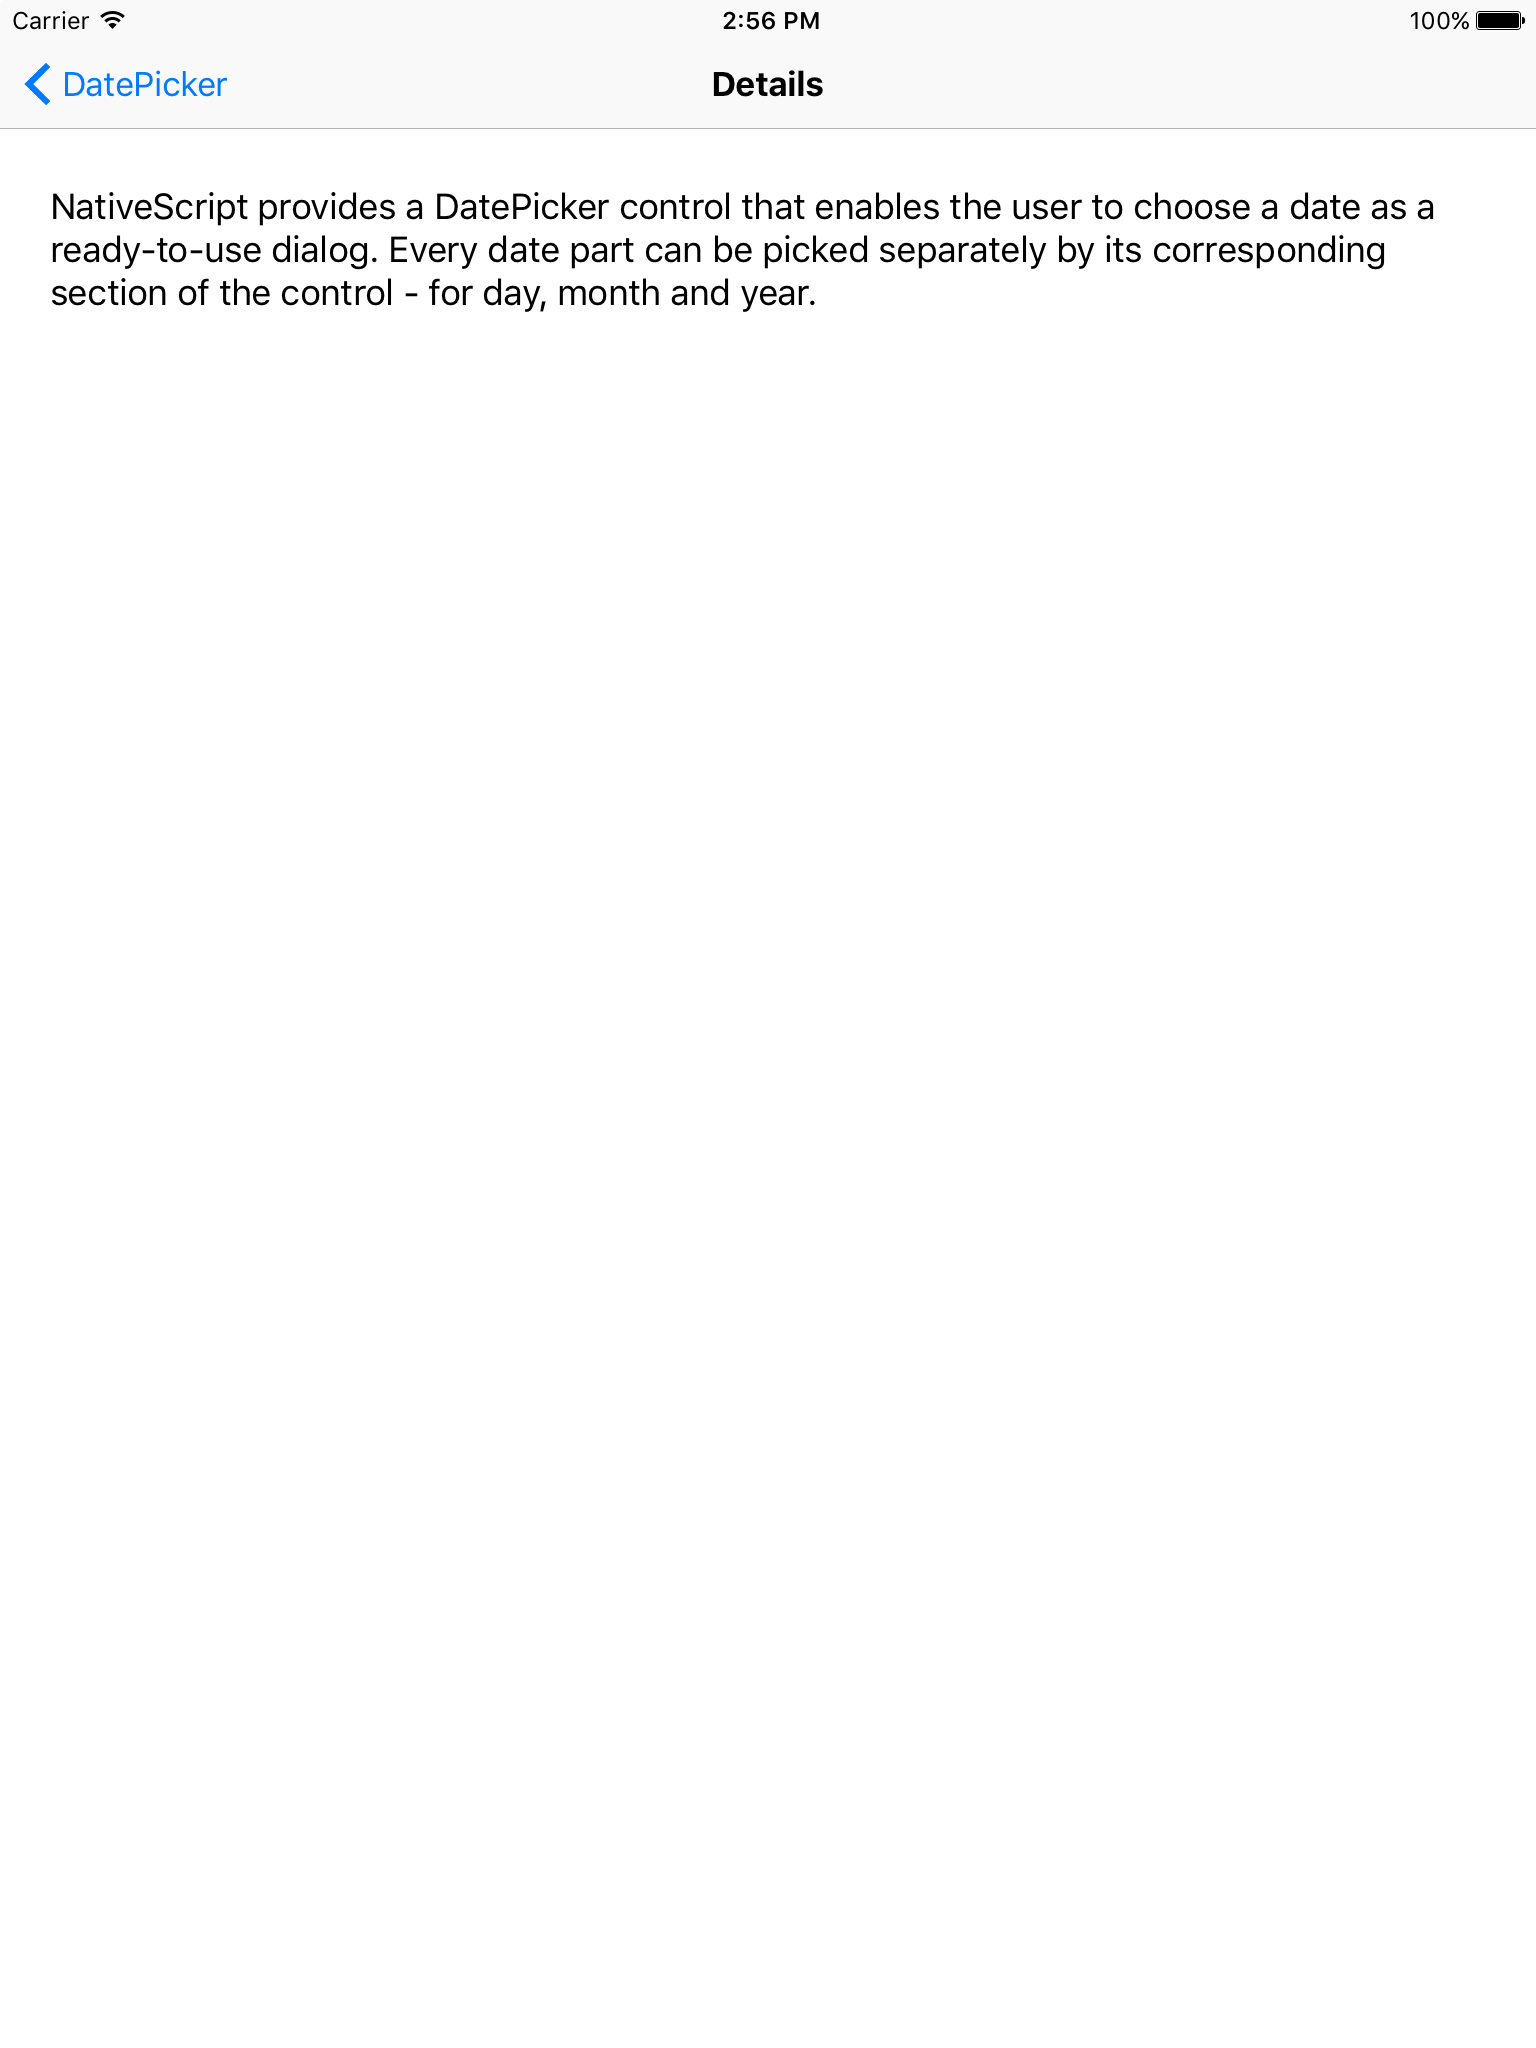 Carrier 2:56 PM 100%
DatePicker Details
NativeScript provides a DatePicker control that enables the user to choose a date as a
ready-to-use dialog. Every date part can be picked separately by its corresponding
section of the control - for day, month and year.